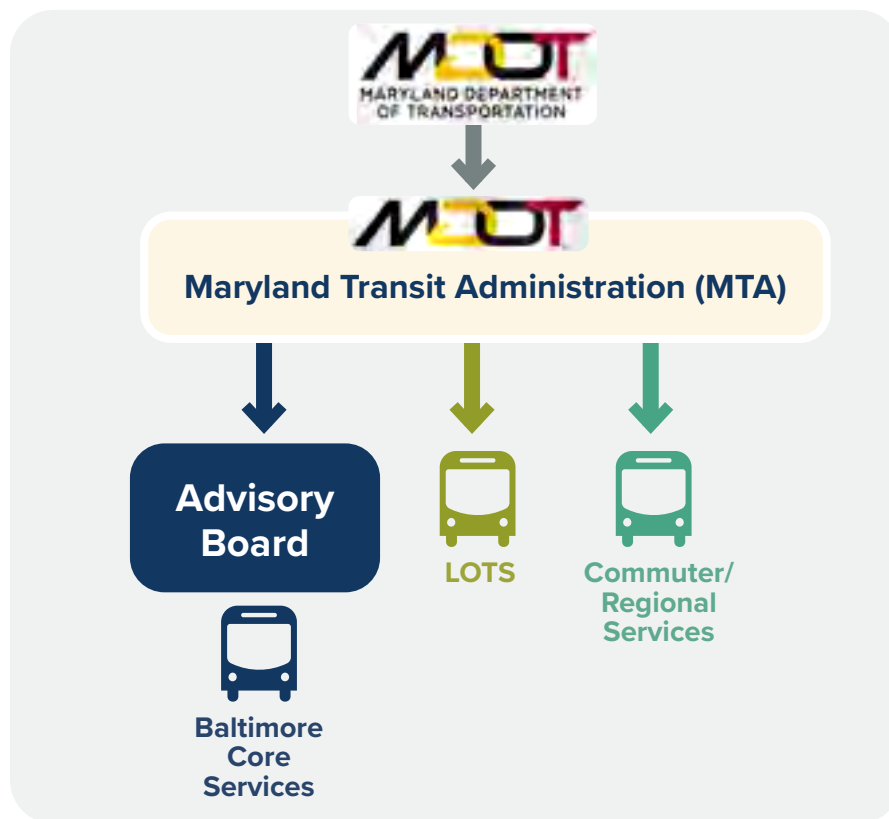 MDOT
MARYLAND DEPARTMENT
OF TRANSPORTATION
MDOT
Maryland Transit Administration (MTA)
Advisory
Board
LOTS
Commuter/
Regional
Services
Baltimore
Core
Services